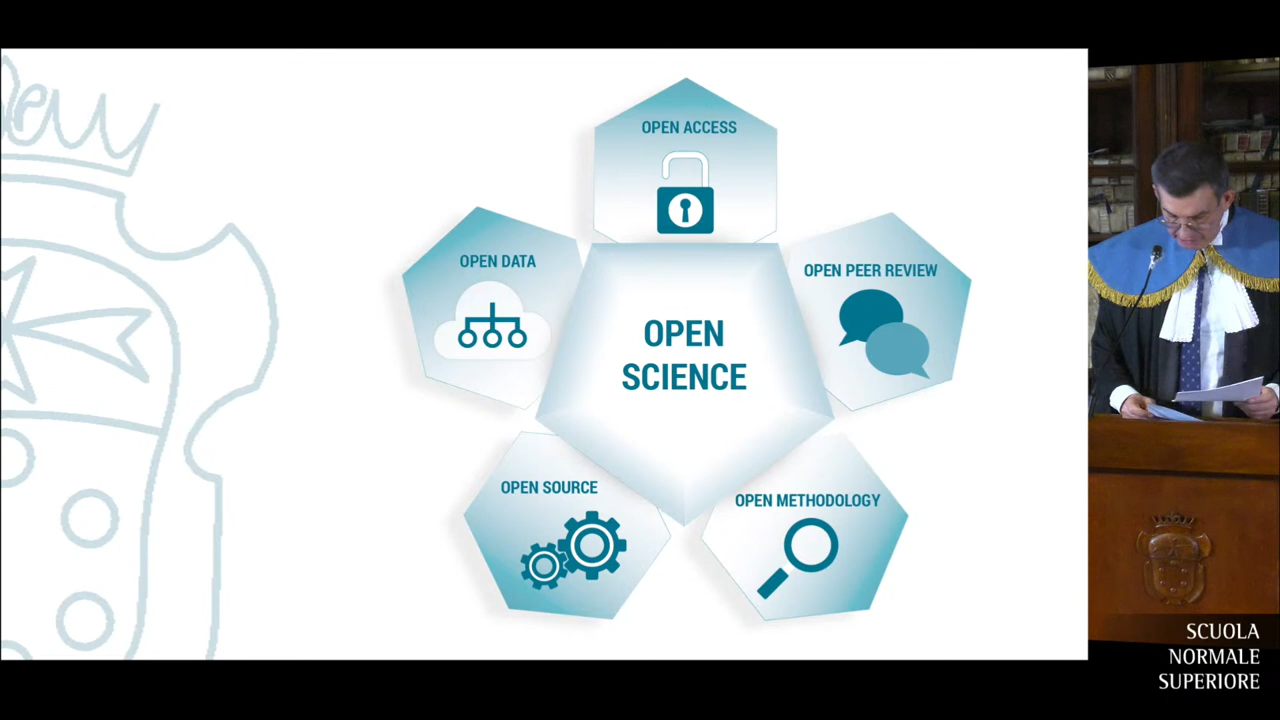 OPEN ACCESS
OPEN DATA
OPEN PEER REVIEW
OPEN
SCIENCE
OPEN SOURCE
OPEN METHODOLOGY
SCUOLA
NORMALE
SUPERIORE